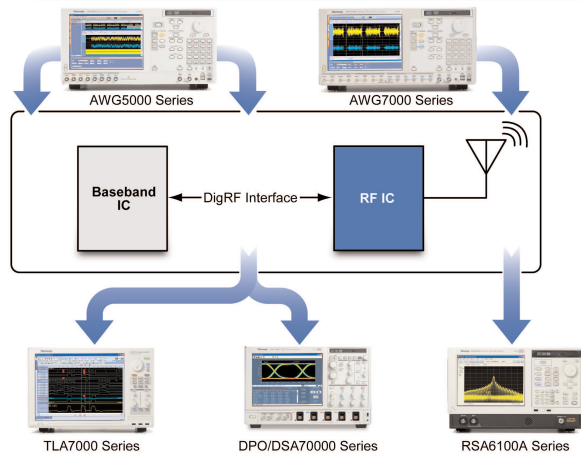 AWG5000 Series
AWG7000 Series
Baseband
IC
DigRF Interface
RF IC
TLA7000 Series
DPO/DSA70000 Series
RSA6100A Series